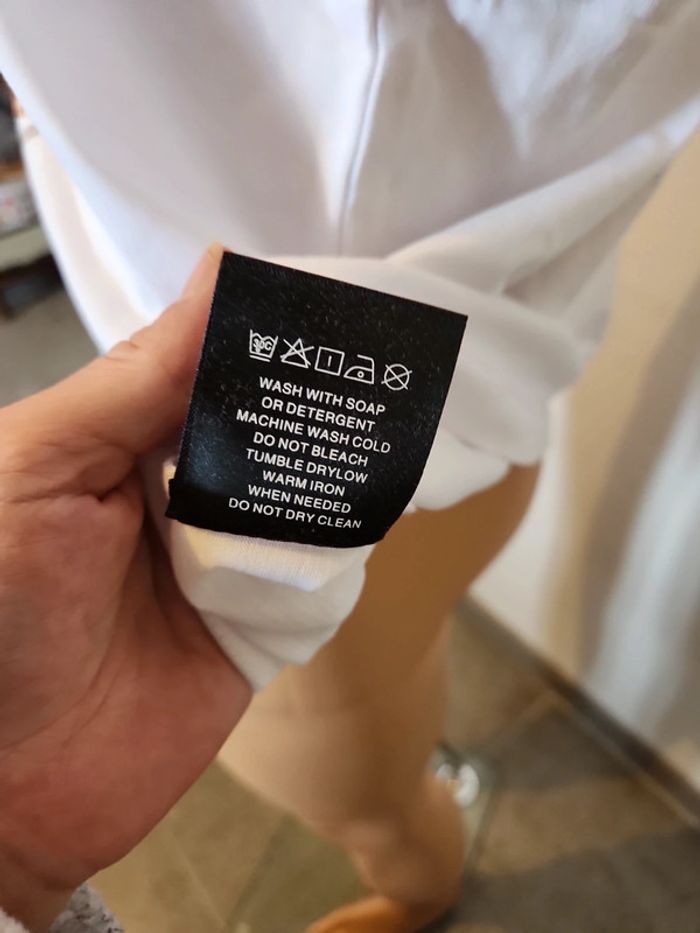 30C
WASH WITH SOAP
OR DETERGENT
MACHINE WASH COLD
DO NOT BLEACH
TUMBLE DRYLOW
WARM IRON
WHEN NEEDED
DO NOT DRY CLEAN